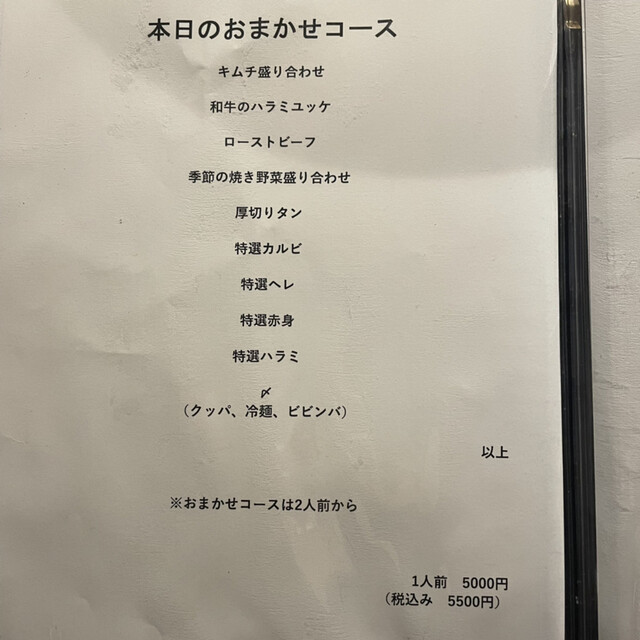 本日のおまかせコース
キムチ盛り合わせ
和牛のハラミユッケ
ローストビーフ
季節の焼き野菜盛り合わせ
厚切りタン
特選カルビ
特選ヘレ
特選赤身
特選ハラミ
〆
（クッパ、冷麺、ビビンバ）
以上
※おまかせコースは2人前から
1人前　5000円
（税込み　5500円）